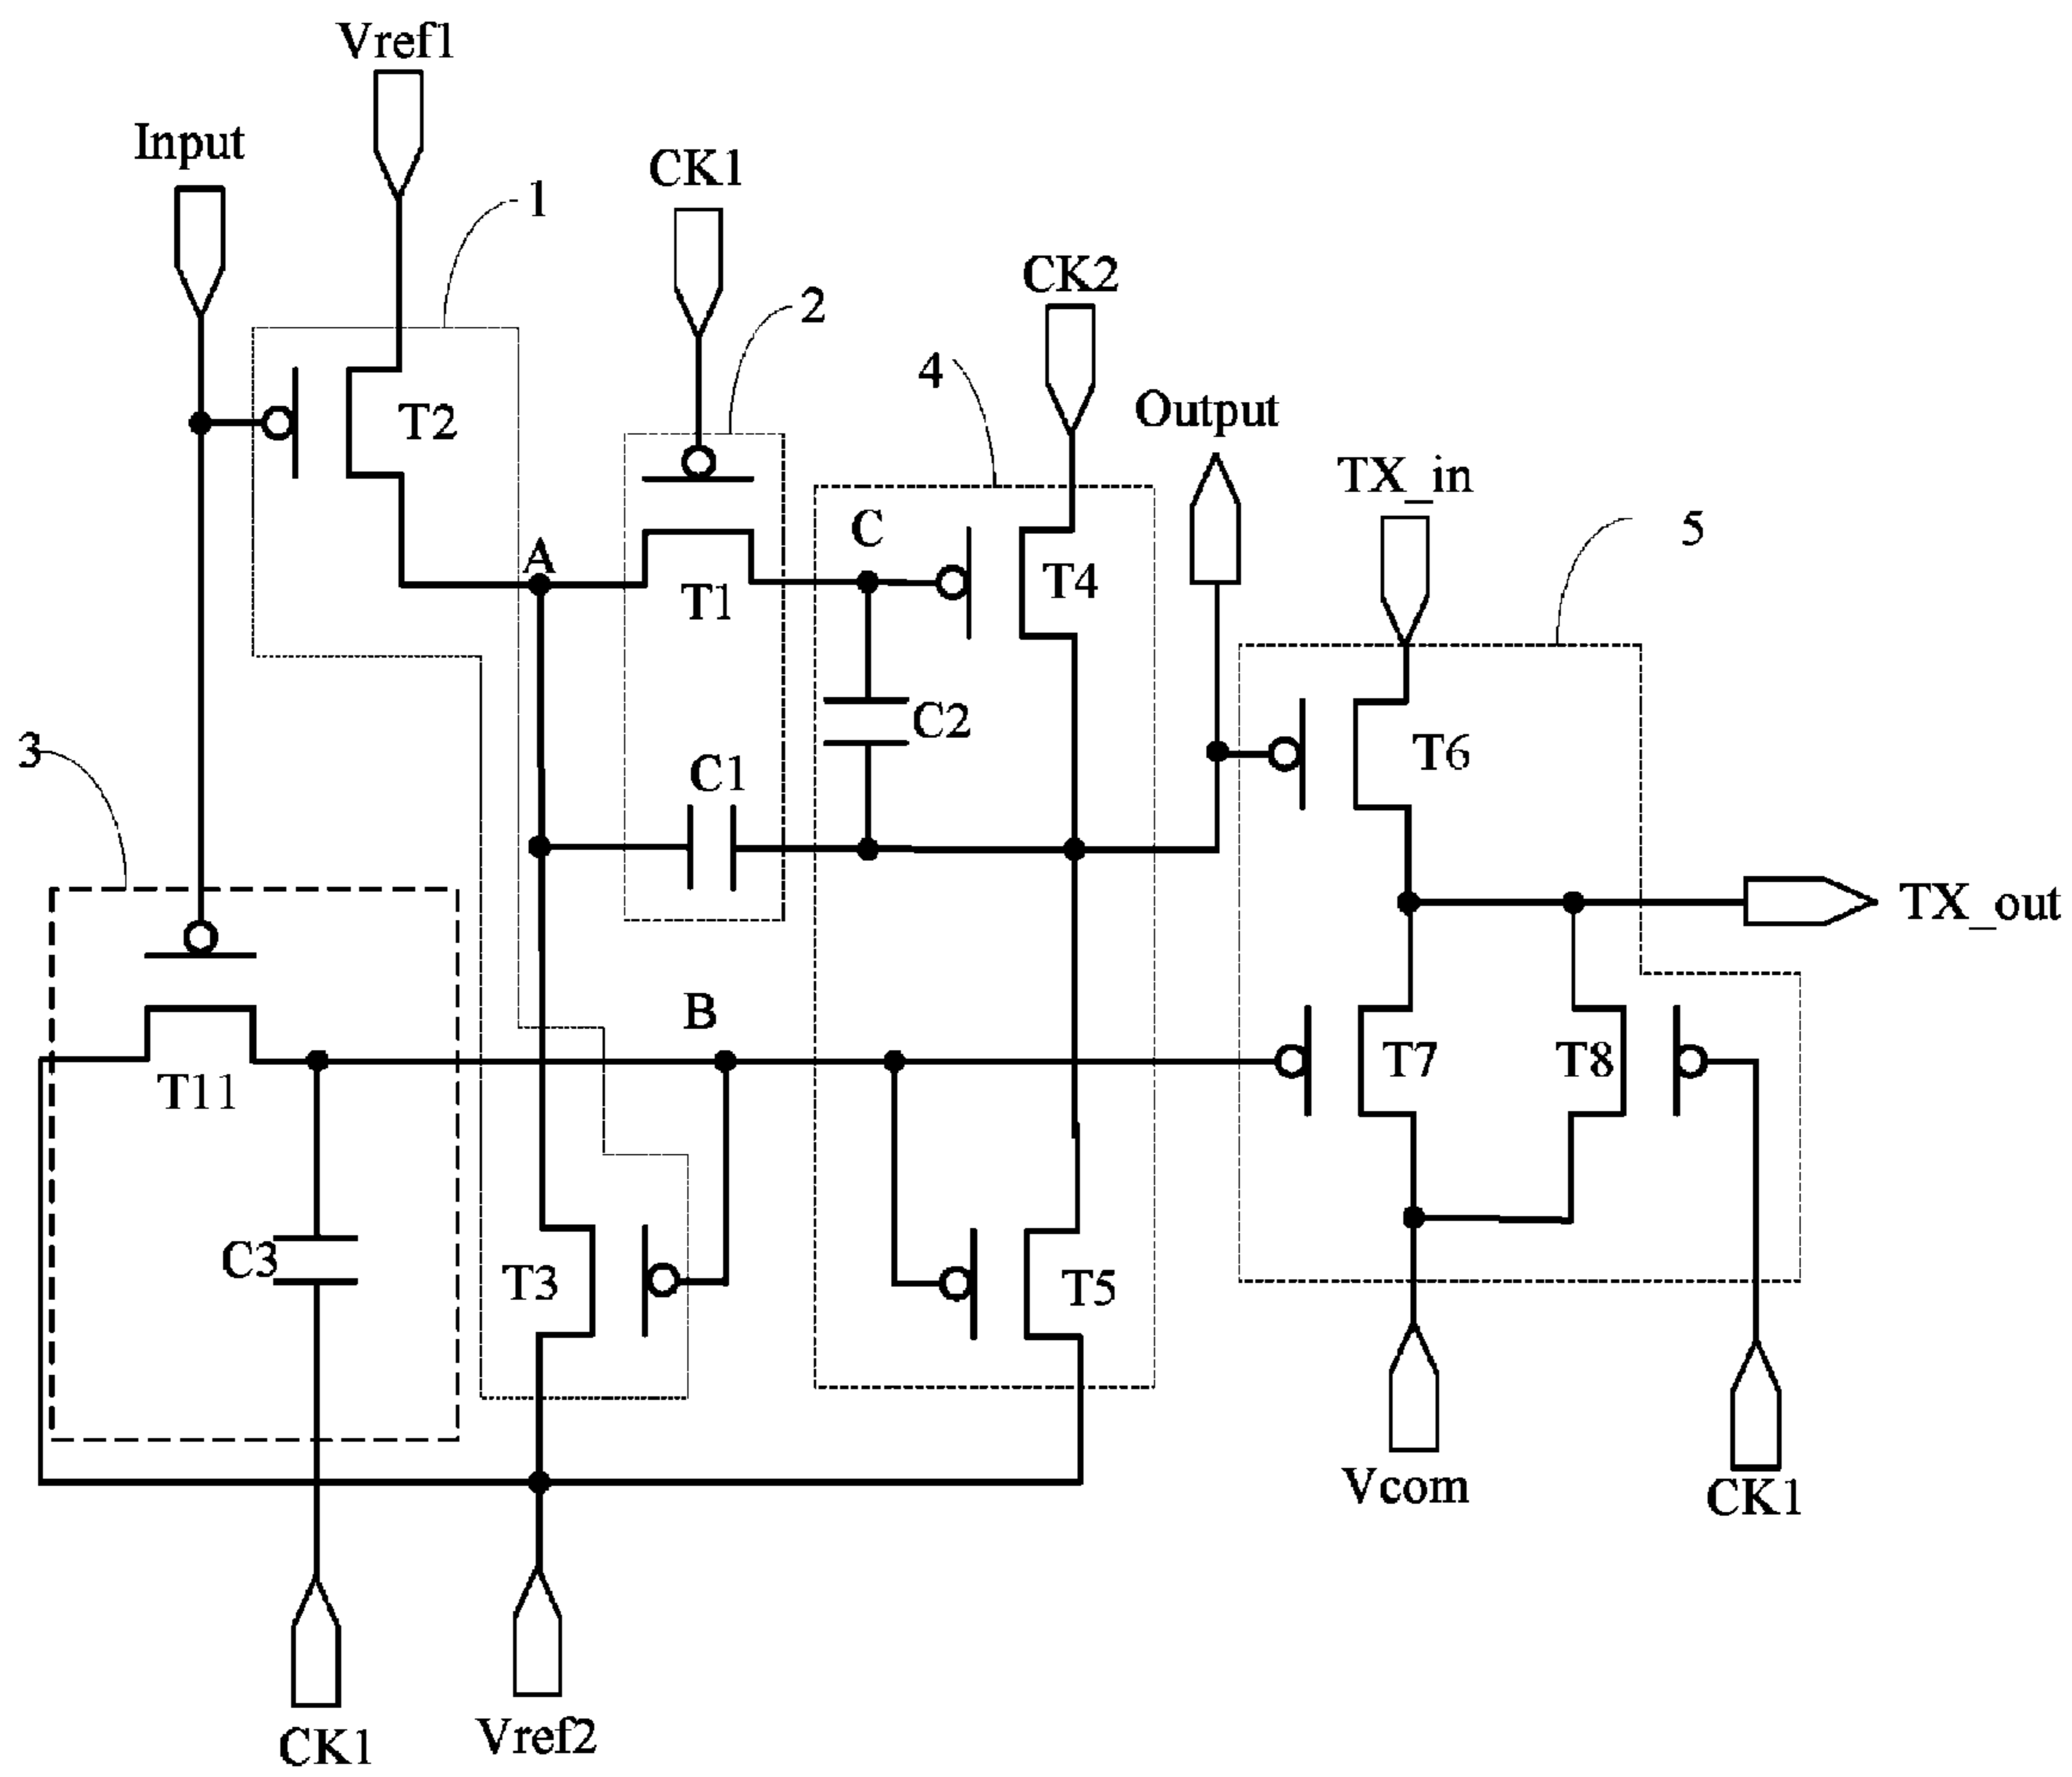 Vref1
Input
CK1
1
CK2
2
4
Output
T2
TX_in
5
C
A
T4
T1
C2
T6
3
C1
TX_out
B
T11
T7
T8
C3
T3
T5
Vcom
CK1
CK1
Vref2